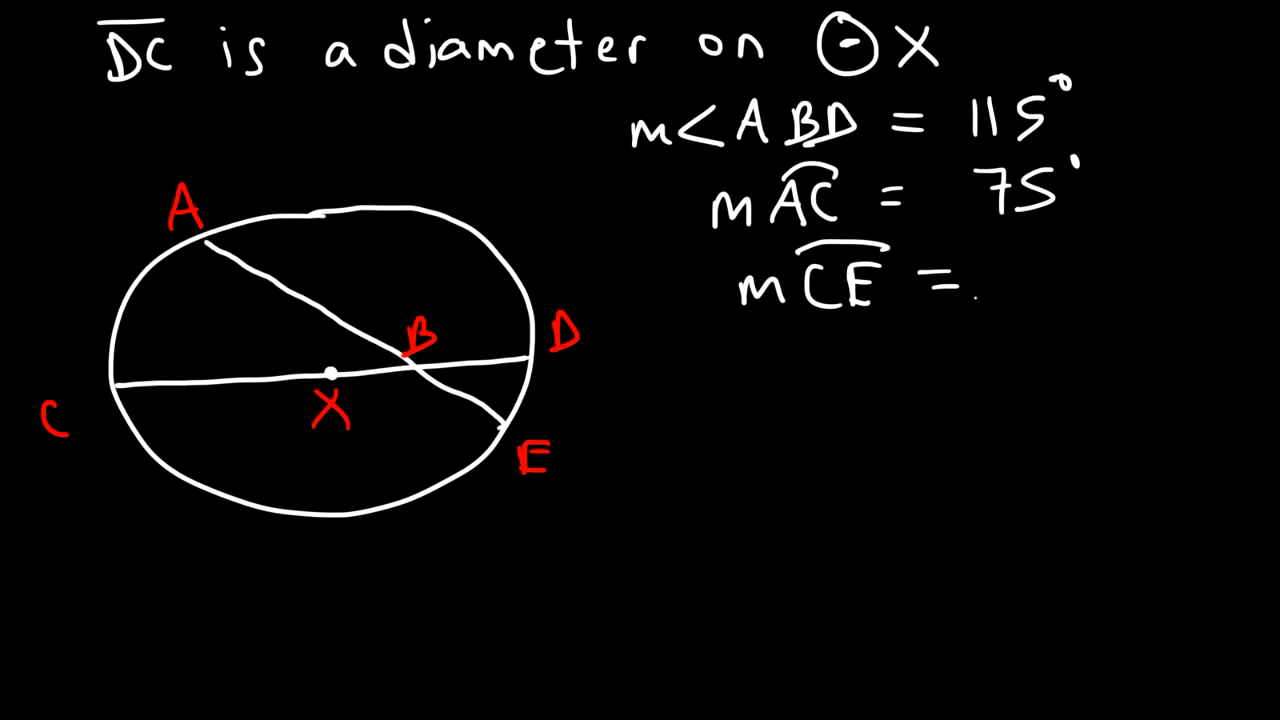 DC is a diameter on ⊙X
m<ABD = 115°
mAC = 75°
mCE =
A
B
D
X
C
E